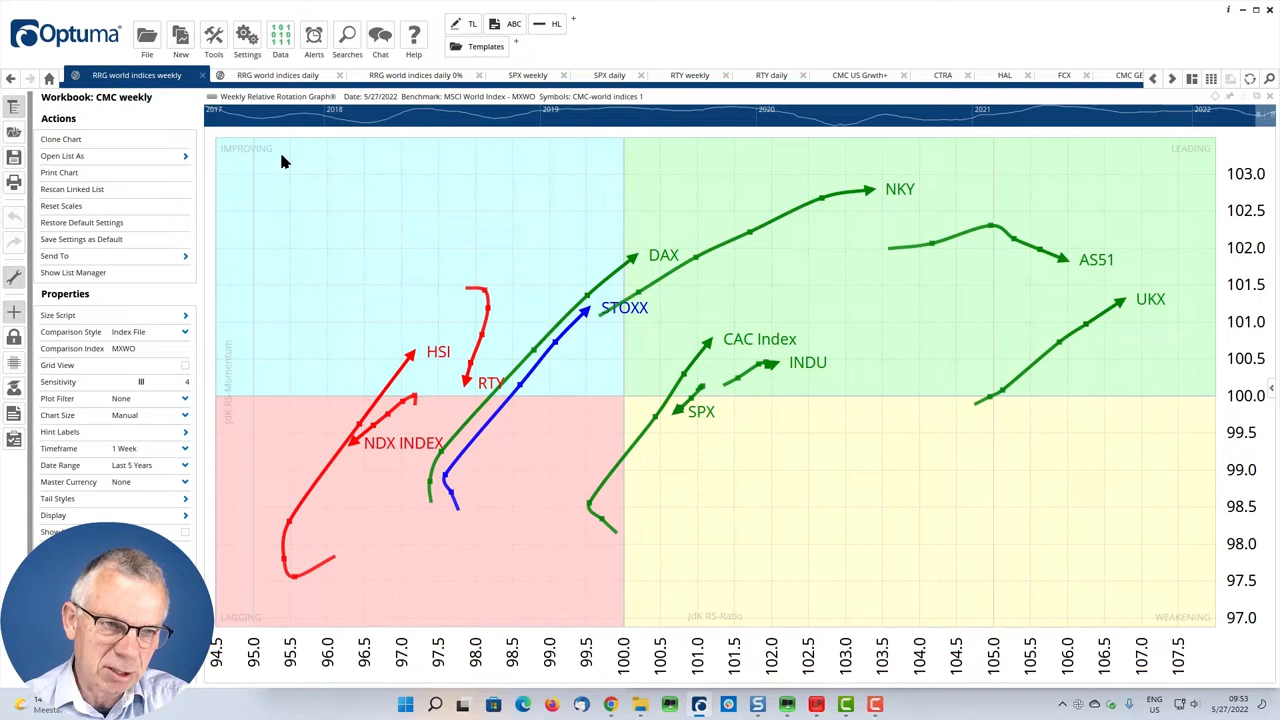 Optuma®
File
New
Tools
Settings
Data
Alerts
Searches
Chat
Help
TL
ABC
HL
Templates
RRG world indices weekly
RRG world indices daily
RRG world indices daily 0%
SPX weekly
SPX daily
RTY weekly
RTY daily
CMC US Grwth+
CTRA
HAL
FCX
CMC GE
Workbook: CMC weekly
Actions
Clone Chart
Open List As
Print Chart
Rescan Linked List
Reset Scales
Restore Default Settings
Save Settings as Default
Send To
Show List Manager
Properties
Size Script
Comparison Style Index File
Comparison Index MXWO
Grid View
Sensitivity 4
Plot Filter None
Chart Size Manual
Hint Labels
Timeframe 1 Week
Date Range Last 5 Years
Master Currency None
Tail Styles
Display
Weekly Relative Rotation Graph® Date: 5/27/2022 Benchmark: MSCI World Index - MXWO Symbols: CMC-world indices 1
2017 2018 2019 2020 2021 2022
IMPROVING
LEADING
NKY
DAX
AS51
STOXX
UKX
CAC Index
HSI
INDU
RTY
SPX
NDX INDEX
JdK RS-Momentum
LAGGING
JdK RS-Ratio
WEAKENING
103.0
102.5
102.0
101.5
101.0
100.5
100.0
99.5
99.0
98.5
98.0
97.5
97.0
94.5 95.0 95.5 96.0 96.5 97.0 97.5 98.0 98.5 99.0 99.5 100.0 100.5 101.0 101.5 102.0 102.5 103.0 103.5 104.0 104.5 105.0 105.5 106.0 106.5 107.0 107.5
Meesta
ENG
US
09:53
5/27/2022